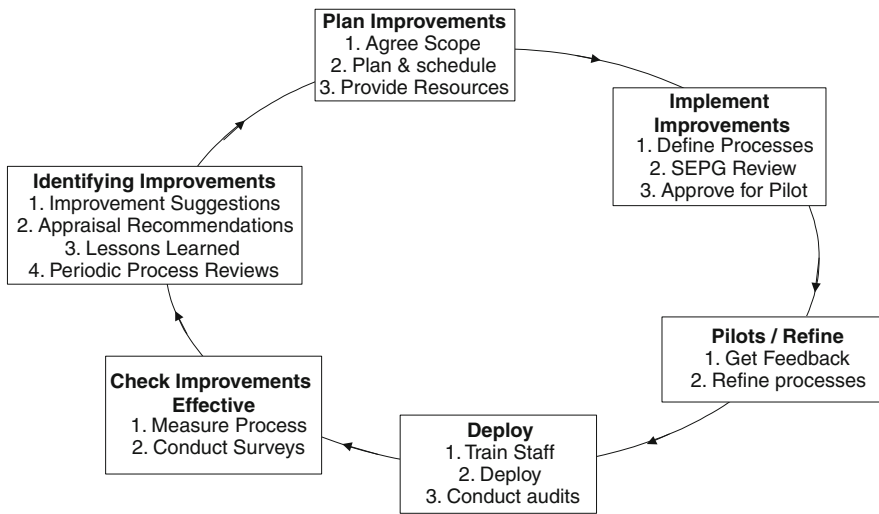 Plan Improvements
1. Agree Scope
2. Plan & schedule
3. Provide Resources
Implement
Improvements
1. Define Processes
2. SEPG Review
3. Approve for Pilot
Pilots / Refine
1. Get Feedback
2. Refine processes
Deploy
1. Train Staff
2. Deploy
3. Conduct audits
Check Improvements
Effective
1. Measure Process
2. Conduct Surveys
Identifying Improvements
1. Improvement Suggestions
2. Appraisal Recommendations
3. Lessons Learned
4. Periodic Process Reviews